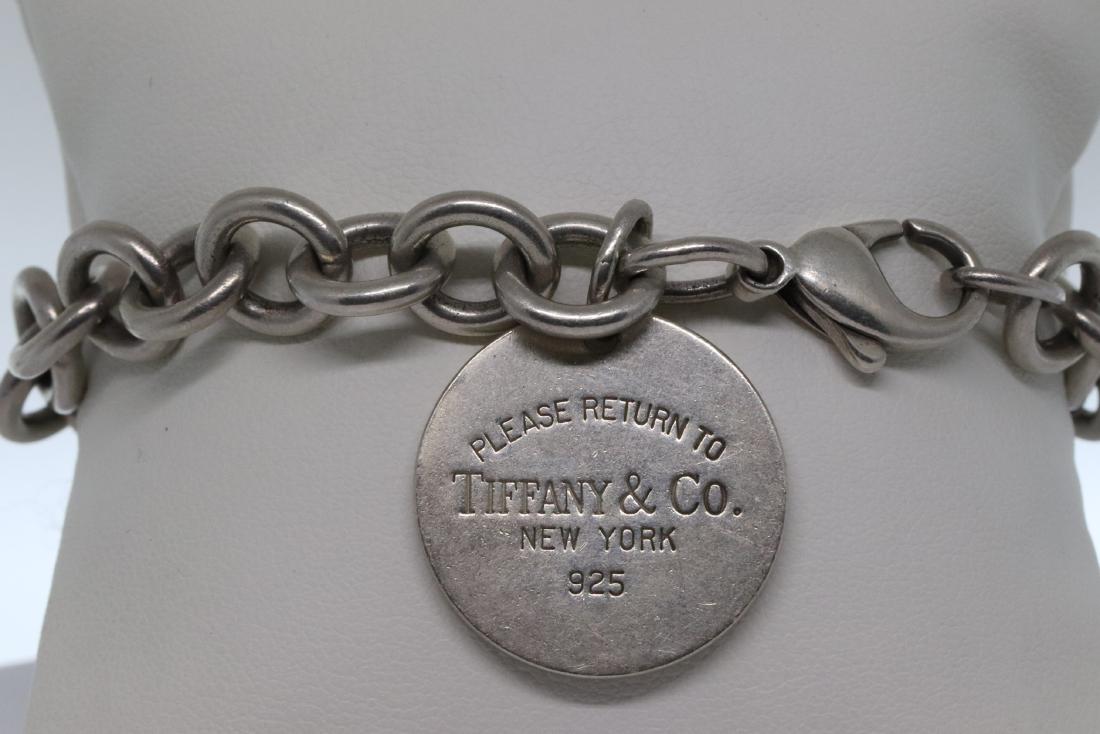 PLEASE RETURN TO
TIFFANY & CO.
NEW YORK
925